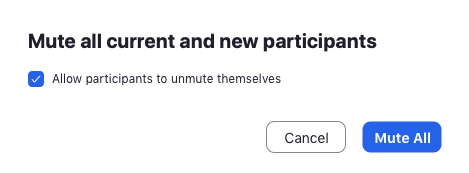 Mute all current and new participants
Allow participants to unmute themselves
Cancel Mute All